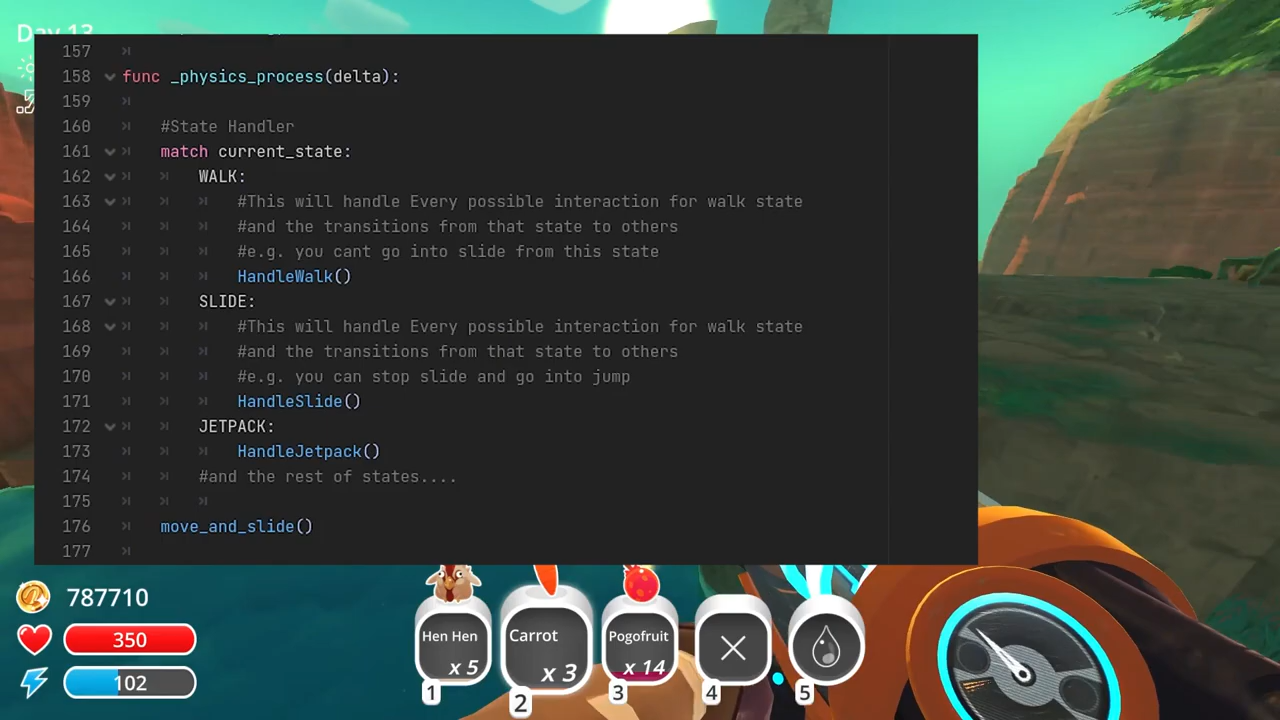 Day 13
157
158 func _physics_process(delta):
159
160 #State Handler
161 match current_state:
162 WALK:
163 #This will handle Every possible interaction for walk state
164 #and the transitions from that state to others
165 #e.g. you cant go into slide from this state
166 HandleWalk()
167 SLIDE:
168 #This will handle Every possible interaction for walk state
169 #and the transitions from that state to others
170 #e.g. you can stop slide and go into jump
171 HandleSlide()
172 JETPACK:
173 HandleJetpack()
174 #and the rest of states....
175
176 move_and_slide()
177
787710
350
102
Hen Hen
x 5
1
Carrot
x 3
2
Pogofruit
x 14
3
4
5